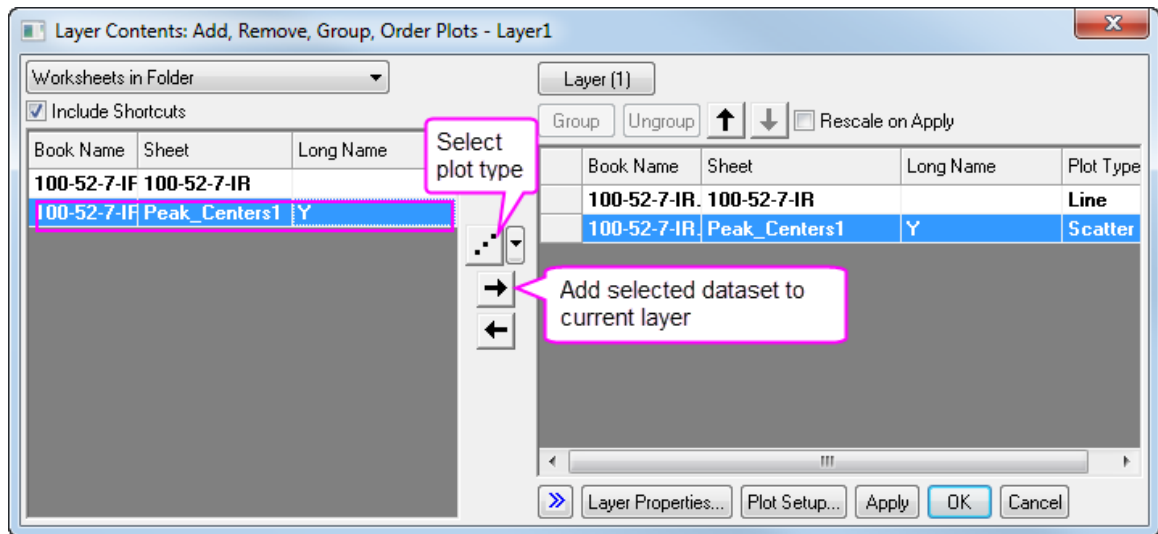 Layer Contents: Add, Remove, Group, Order Plots - Layer1
Worksheets in Folder
Include Shortcuts
Book Name Sheet Long Name
100-52-7-IF 100-52-7-IR
100-52-7-IF Peak_Centers1 Y
Select
plot type
Add selected dataset to
current layer
Layer (1)
Group Ungroup Rescale on Apply
Book Name Sheet Long Name Plot Type
100-52-7-IR. 100-52-7-IR Line
100-52-7-IR. Peak_Centers1 Y Scatter
Layer Properties... Plot Setup... Apply OK Cancel